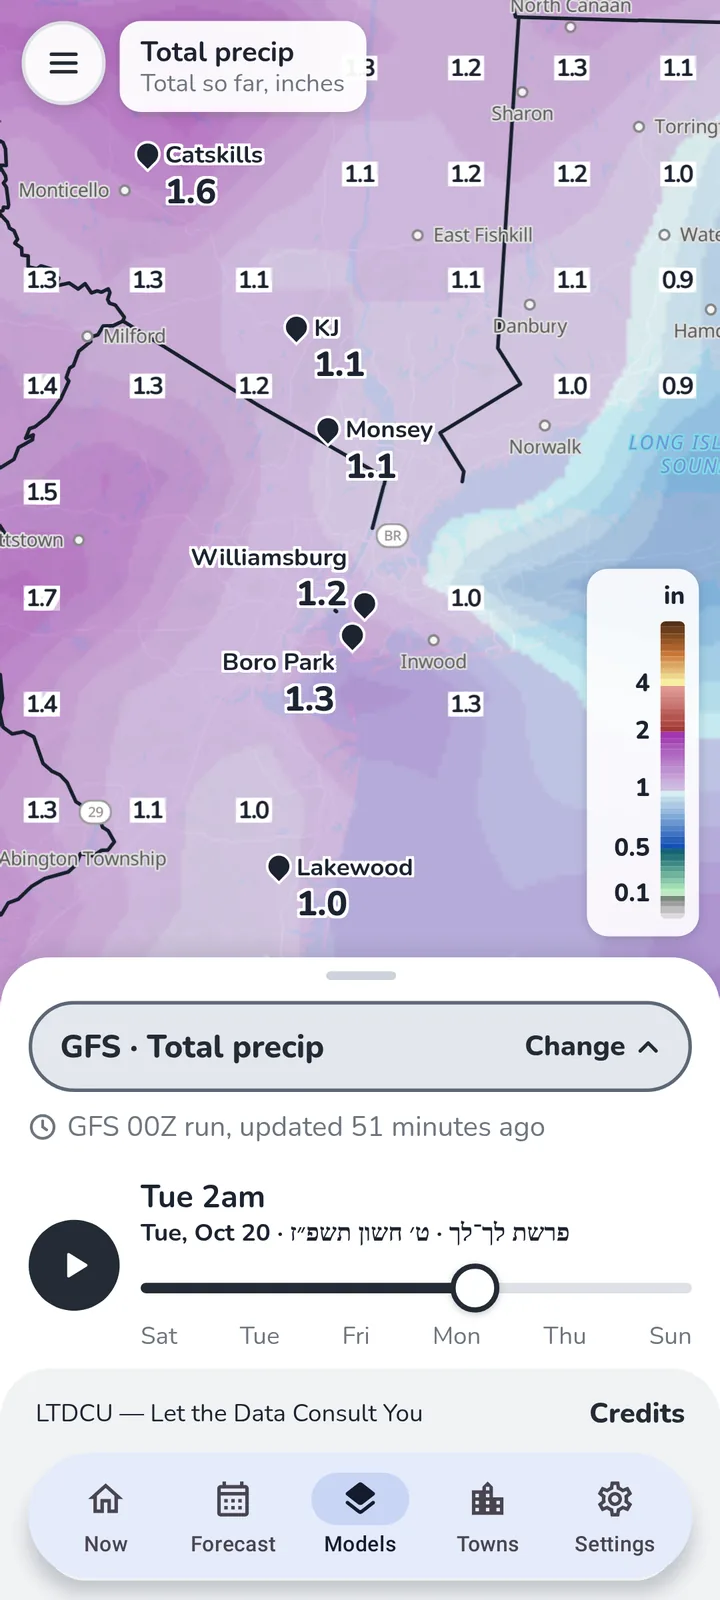 North Canaan
Total precip
Total so far, inches
1.2
1.3
1.1
Sharon
Torring
Catskills
1.6
Monticello
1.1
1.2
1.2
1.0
East Fishkill
Wate
1.3
1.3
1.1
1.1
1.1
0.9
KJ
1.1
Milford
Danbury
Hamd
1.4
1.3
1.2
1.0
0.9
Monsey
1.1
Norwalk
LONG ISL
SOUN
1.5
ttstown
BR
Williamsburg
1.2
1.7
1.0
Boro Park
1.3
Inwood
1.4
1.3
in
4
2
1
0.5
0.1
1.3
29
1.1
1.0
Abington Township
Lakewood
1.0
GFS · Total precip
Change
GFS 00Z run, updated 51 minutes ago
Tue 2am
Tue, Oct 20 · ט׳ חשון תשפ״ז · פרשת לך־לך
Sat Tue Fri Mon Thu Sun
LTDCU — Let the Data Consult You
Credits
Now Forecast Models Towns Settings